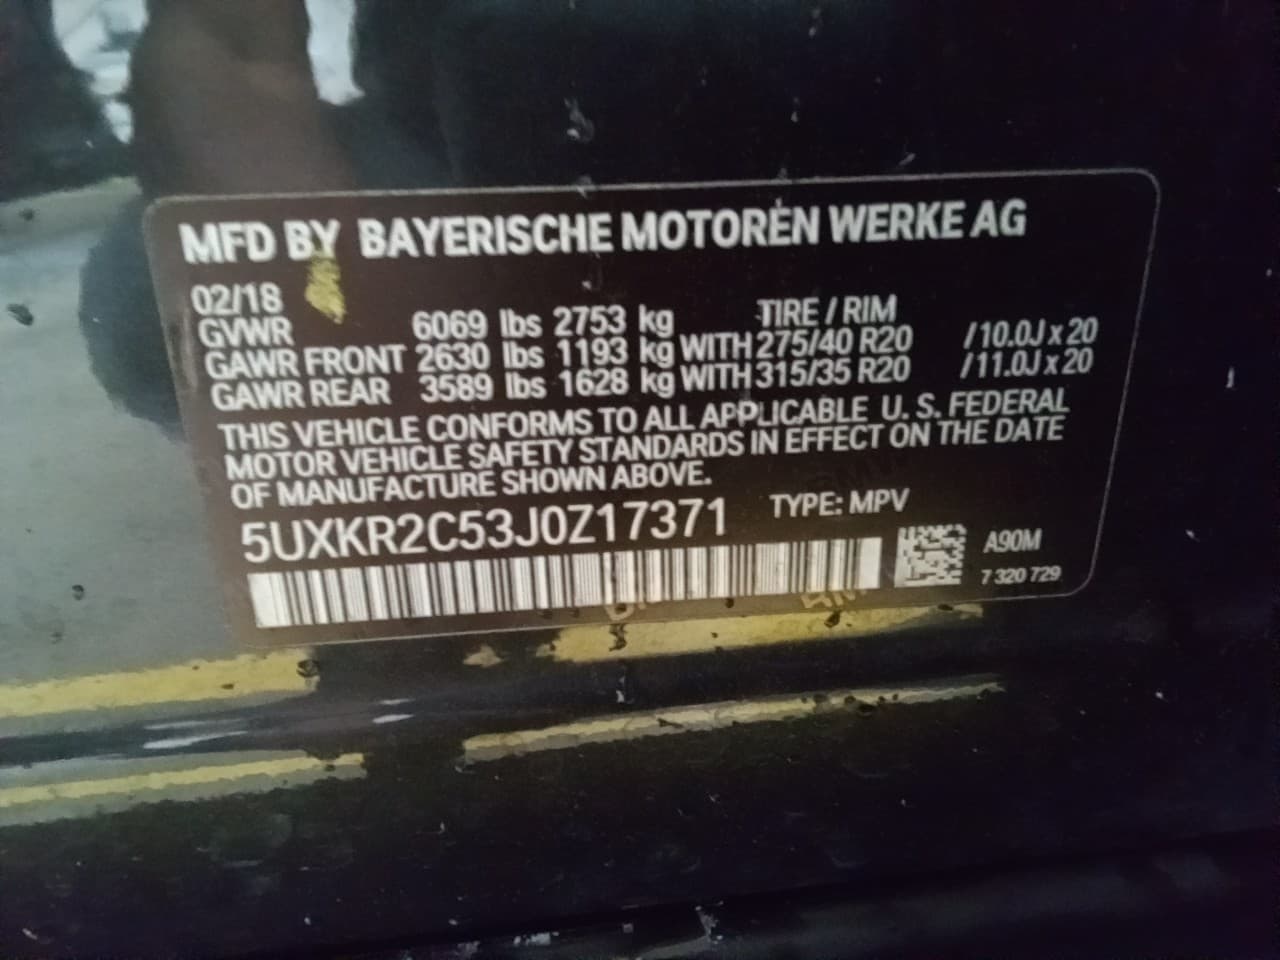 MFD BY BAYERISCHE MOTOREN WERKE AG
02/18 TIRE / RIM
GVWR 6069 lbs 2753 kg
GAWR FRONT 2630 lbs 1193 kg WITH 275/40 R20 /10.0J x 20
GAWR REAR 3589 lbs 1628 kg WITH 315/35 R20 /11.0J x 20
THIS VEHICLE CONFORMS TO ALL APPLICABLE U. S. FEDERAL
MOTOR VEHICLE SAFETY STANDARDS IN EFFECT ON THE DATE
OF MANUFACTURE SHOWN ABOVE.
5UXKR2C53J0Z17371 TYPE: MPV
A90M
7 320 729